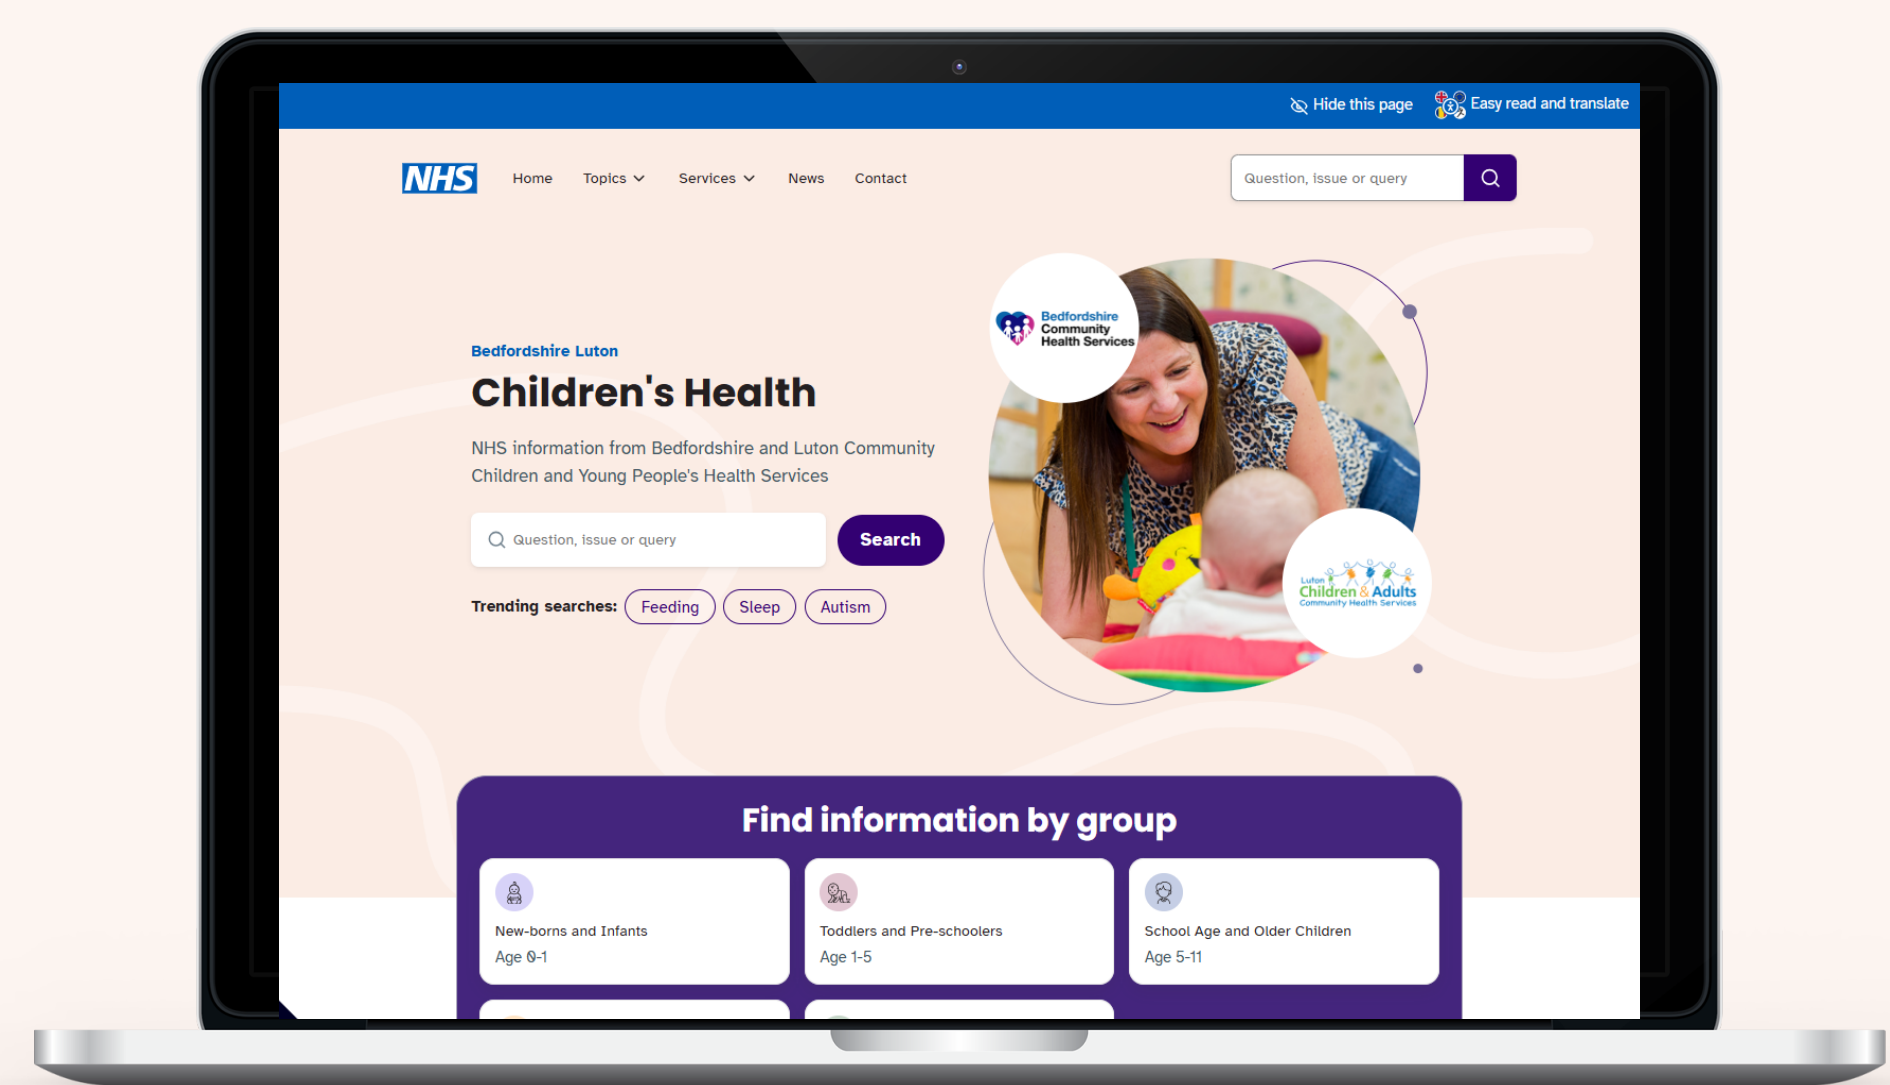 Hide this page
Easy read and translate
NHS
Home
Topics
Services
News
Contact
Question, issue or query
Bedfordshire
Community
Health Services
Bedfordshire Luton
Children's Health
NHS information from Bedfordshire and Luton Community
Children and Young People's Health Services
Question, issue or query
Search
Trending searches:
Feeding
Sleep
Autism
Luton
Children & Adults
Community Health Services
Find information by group
New-borns and Infants
Age 0-1
Toddlers and Pre-schoolers
Age 1-5
School Age and Older Children
Age 5-11